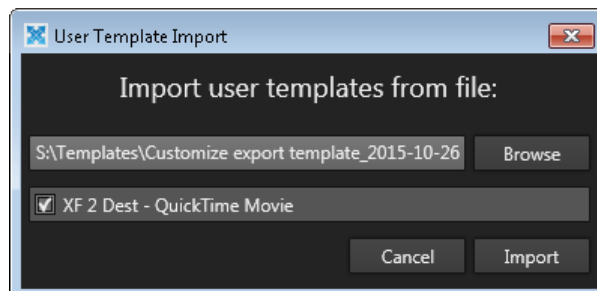 User Template Import
Import user templates from file:
S:\Templates\Customize export template_2015-10-26
Browse
XF 2 Dest - QuickTime Movie
Cancel
Import